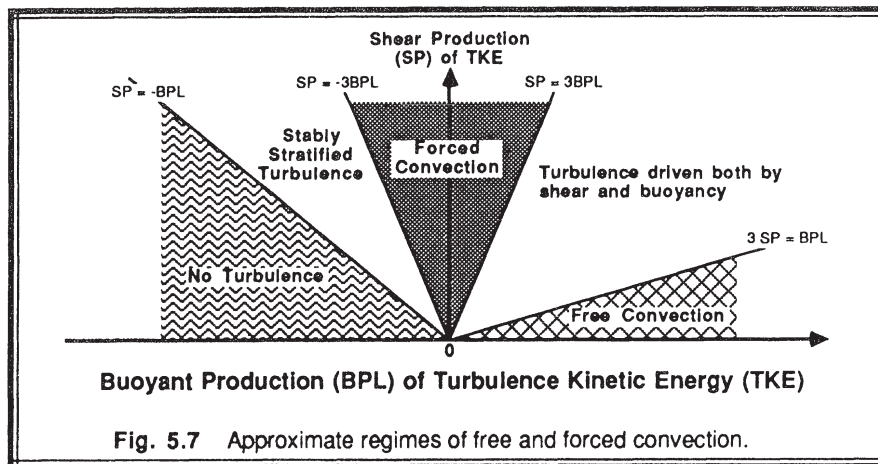 Shear Production
(SP) of TKE
SP = -BPL
SP = -3BPL
SP = 3BPL
Stably
Stratified
Turbulence
Forced
Convection
Turbulence driven both by
shear and buoyancy
3 SP = BPL
No Turbulence
Free Convection
0
Buoyant Production (BPL) of Turbulence Kinetic Energy (TKE)
Fig. 5.7 Approximate regimes of free and forced convection.